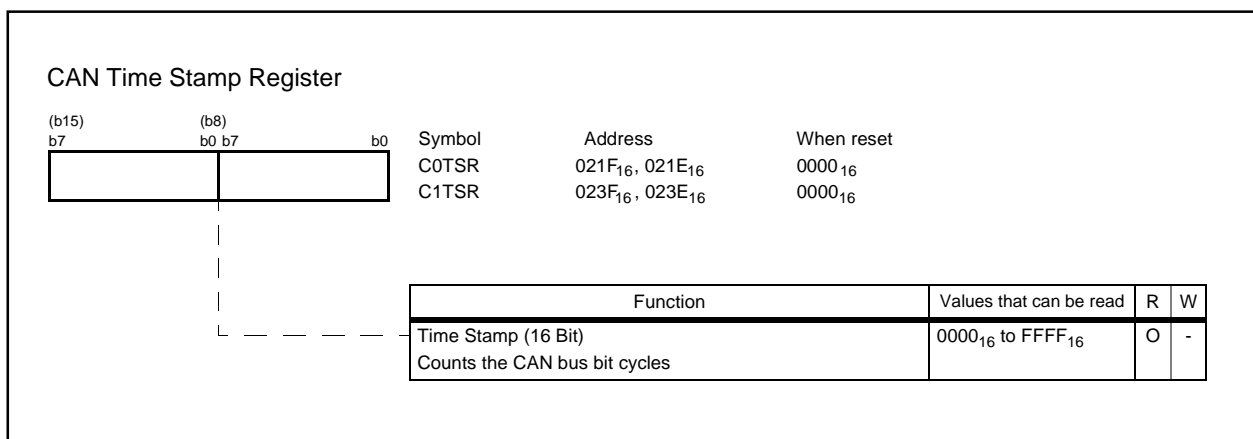 CAN Time Stamp Register
(b15) (b8)
b7 b0 b7 b0
Symbol Address When reset
C0TSR 021F16, 021E16 000016
C1TSR 023F16, 023E16 000016
Function Values that can be read R W
Time Stamp (16 Bit) 000016 to FFFF16 O -
Counts the CAN bus bit cycles